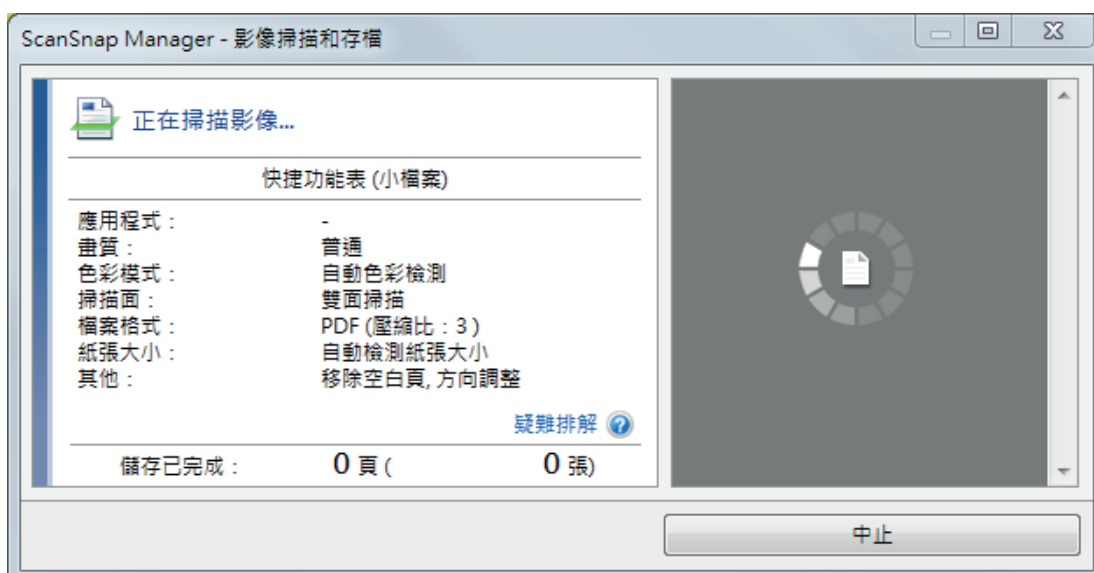 ScanSnap Manager - 影像掃描和存檔
正在掃描影像...
快捷功能表 (小檔案)
應用程式： -
畫質： 普通
色彩模式： 自動色彩檢測
掃描面： 雙面掃描
檔案格式： PDF (壓縮比：3 )
紙張大小： 自動檢測紙張大小
其他： 移除空白頁, 方向調整
疑難排解
儲存已完成： 0 頁 ( 0 張)
中止